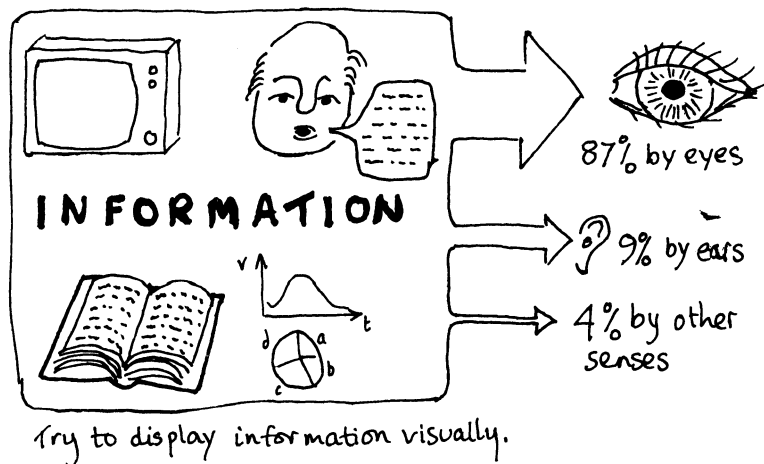 INFORMATION
v
t
d
a
b
c
87% by eyes
9% by ears
4% by other
senses
Try to display information visually.